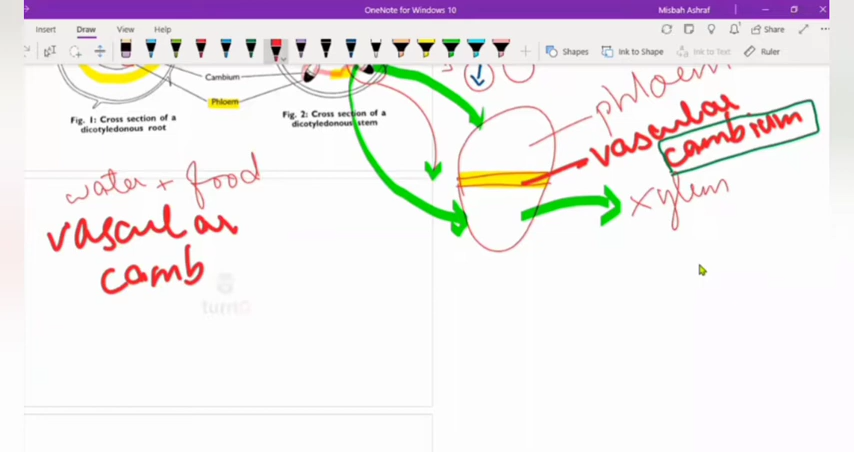 OneNote for Windows 10
Misbah Ashraf
Insert Draw View Help
Share
Shapes Ink to Shape Ink to Text Ruler
Cambium
Phloem
Fig. 1: Cross section of a
dicotyledonous root
Fig. 2: Cross section of a
dicotyledonous stem
phloem
vascular
cambium
xylem
water + food
vascular
camb